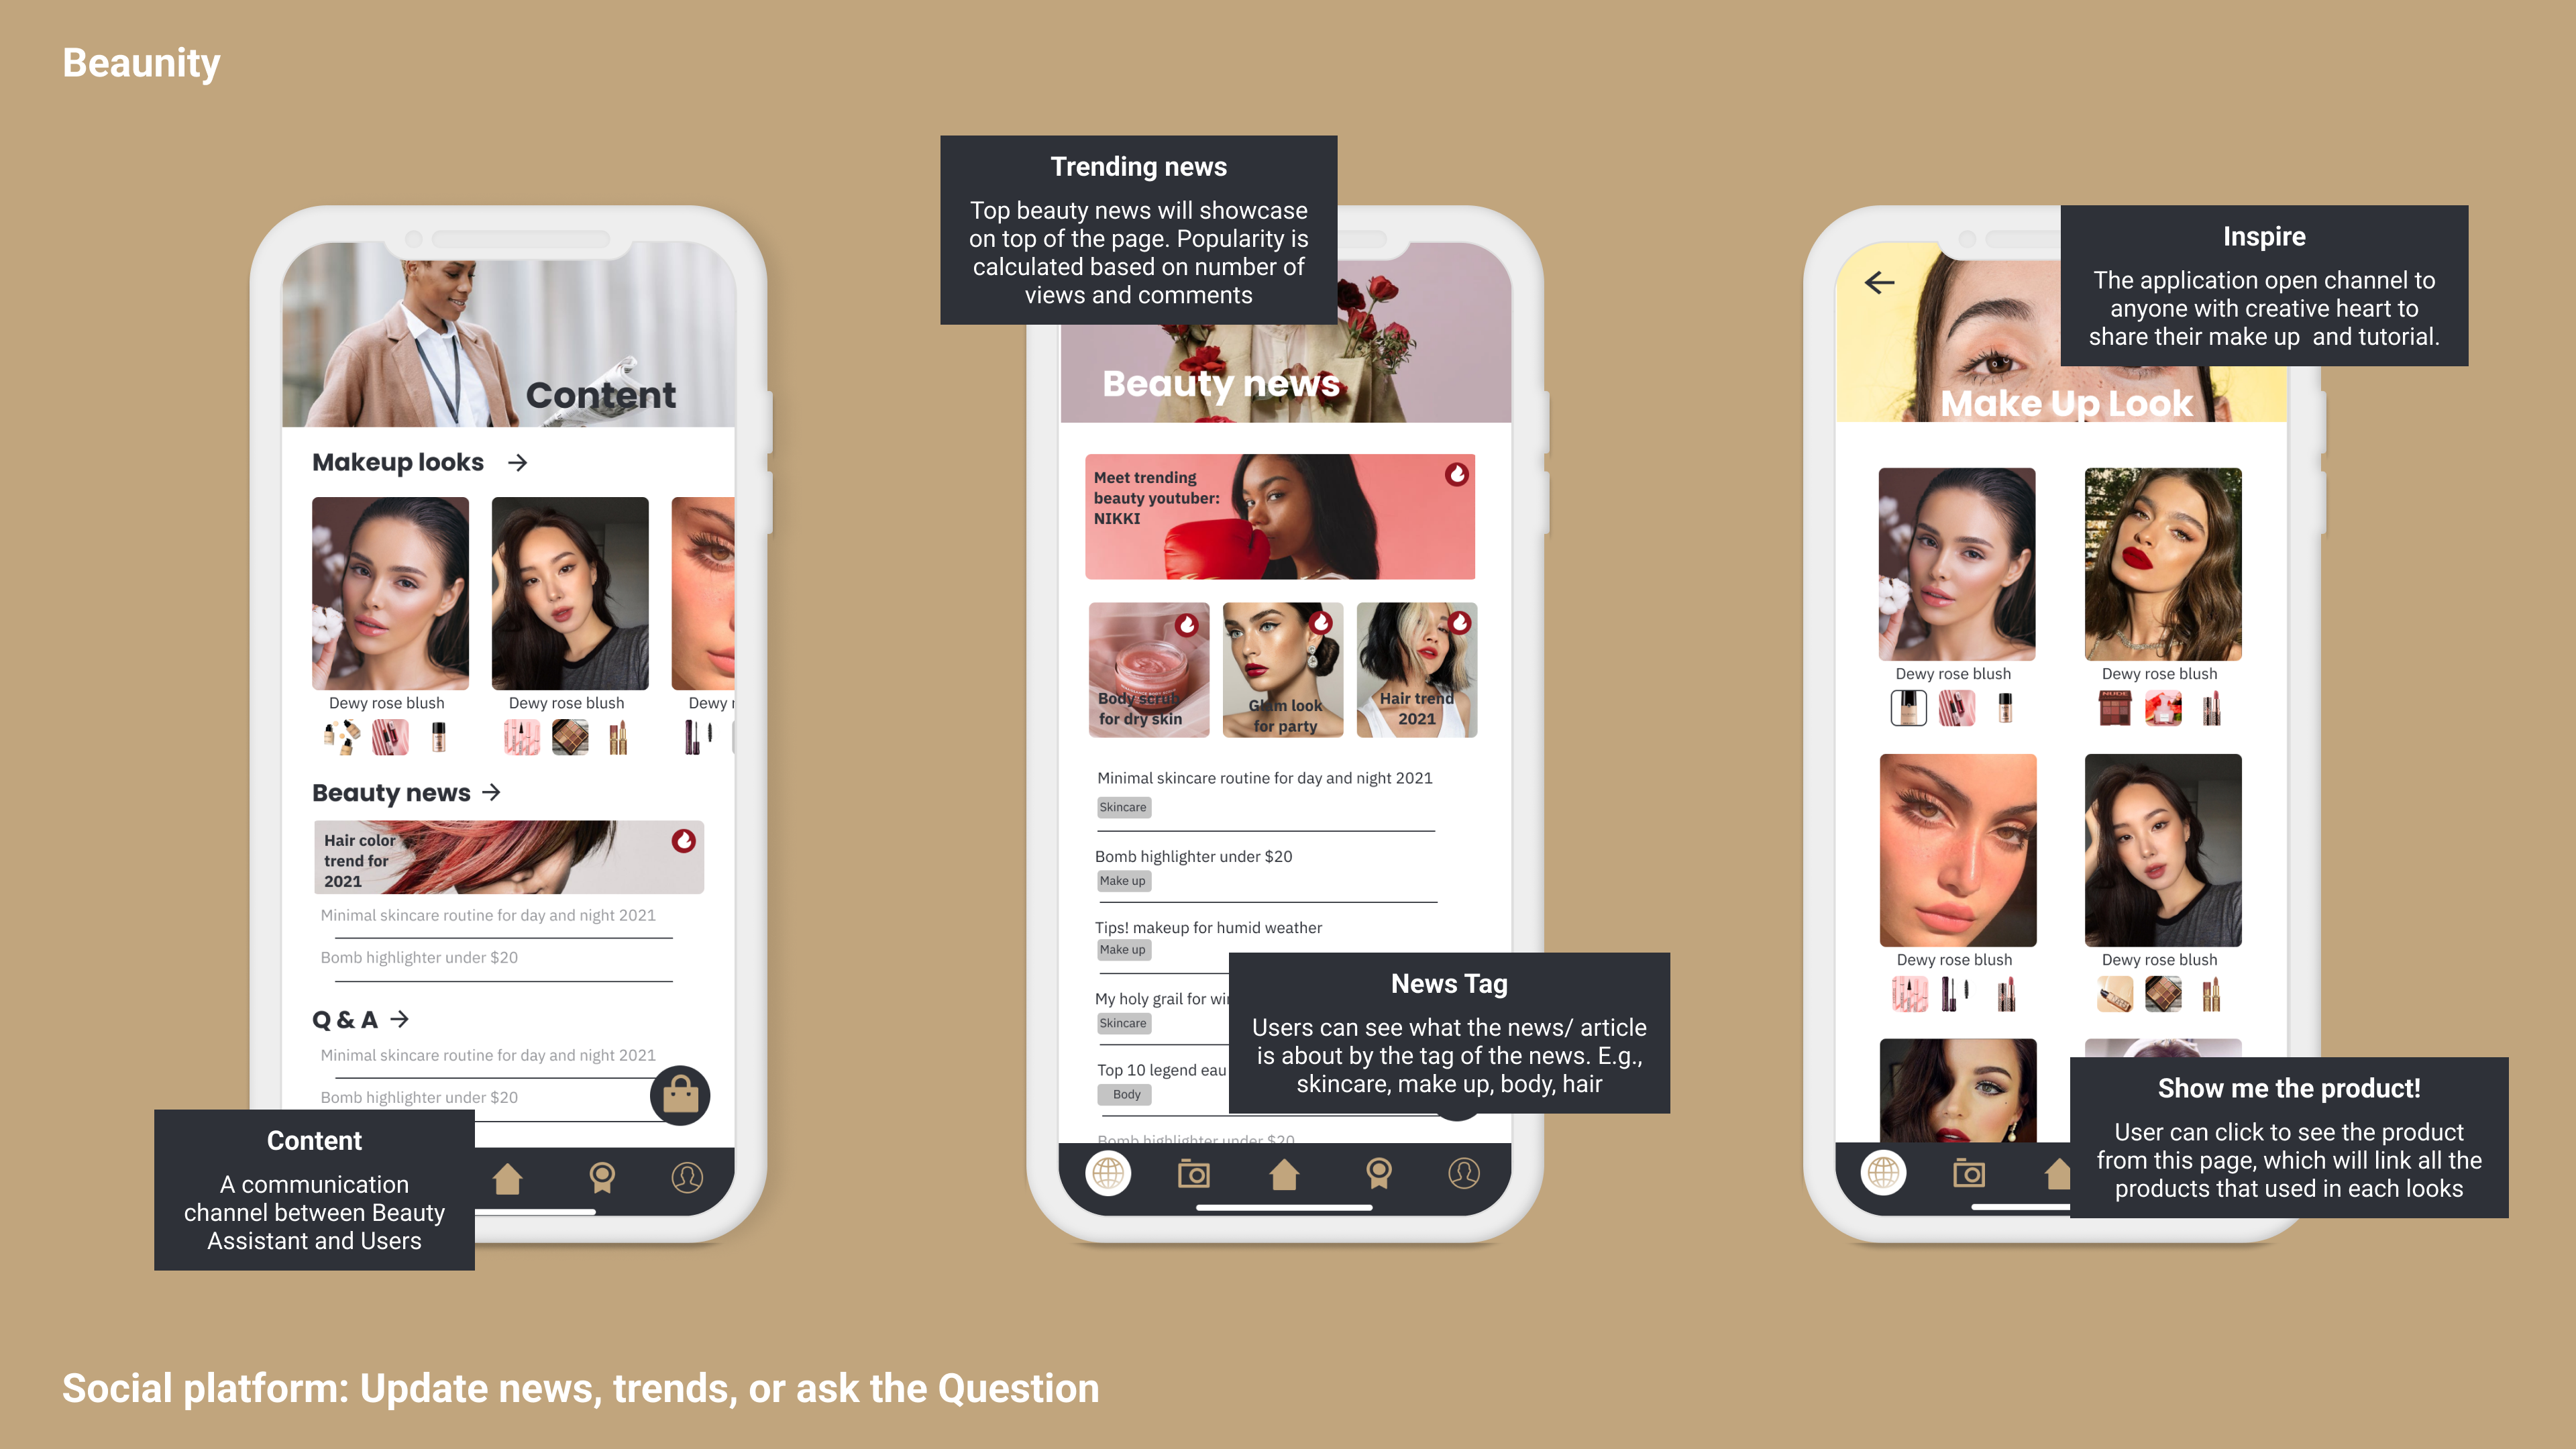 Beaunity
Content
Makeup looks
Dewy rose blush
Dewy rose blush
Dewy
Beauty news
Hair color
trend for
2021
Minimal skincare routine for day and night 2021
Bomb highlighter under $20
Q & A
Minimal skincare routine for day and night 2021
Bomb highlighter under $20
Content
A communication
channel between Beauty
Assistant and Users
Trending news
Top beauty news will showcase
on top of the page. Popularity is
calculated based on number of
views and comments
Beauty news
Meet trending
beauty youtuber:
NIKKI
Body scrub
for dry skin
Glam look
for party
Hair trend
2021
Minimal skincare routine for day and night 2021
Skincare
Bomb highlighter under $20
Make up
Tips! makeup for humid weather
Make up
My holy grail for
Skincare
Top 10 legend eau
Body
Bomb highlighter under $20
News Tag
Users can see what the news/ article
is about by the tag of the news. E.g.,
skincare, make up, body, hair
Inspire
The application open channel to
anyone with creative heart to
share their make up  and tutorial.
Make Up Look
Dewy rose blush
Dewy rose blush
NUDE
Dewy rose blush
Dewy rose blush
Show me the product!
User can click to see the product
from this page, which will link all the
products that used in each looks
Social platform: Update news, trends, or ask the Question